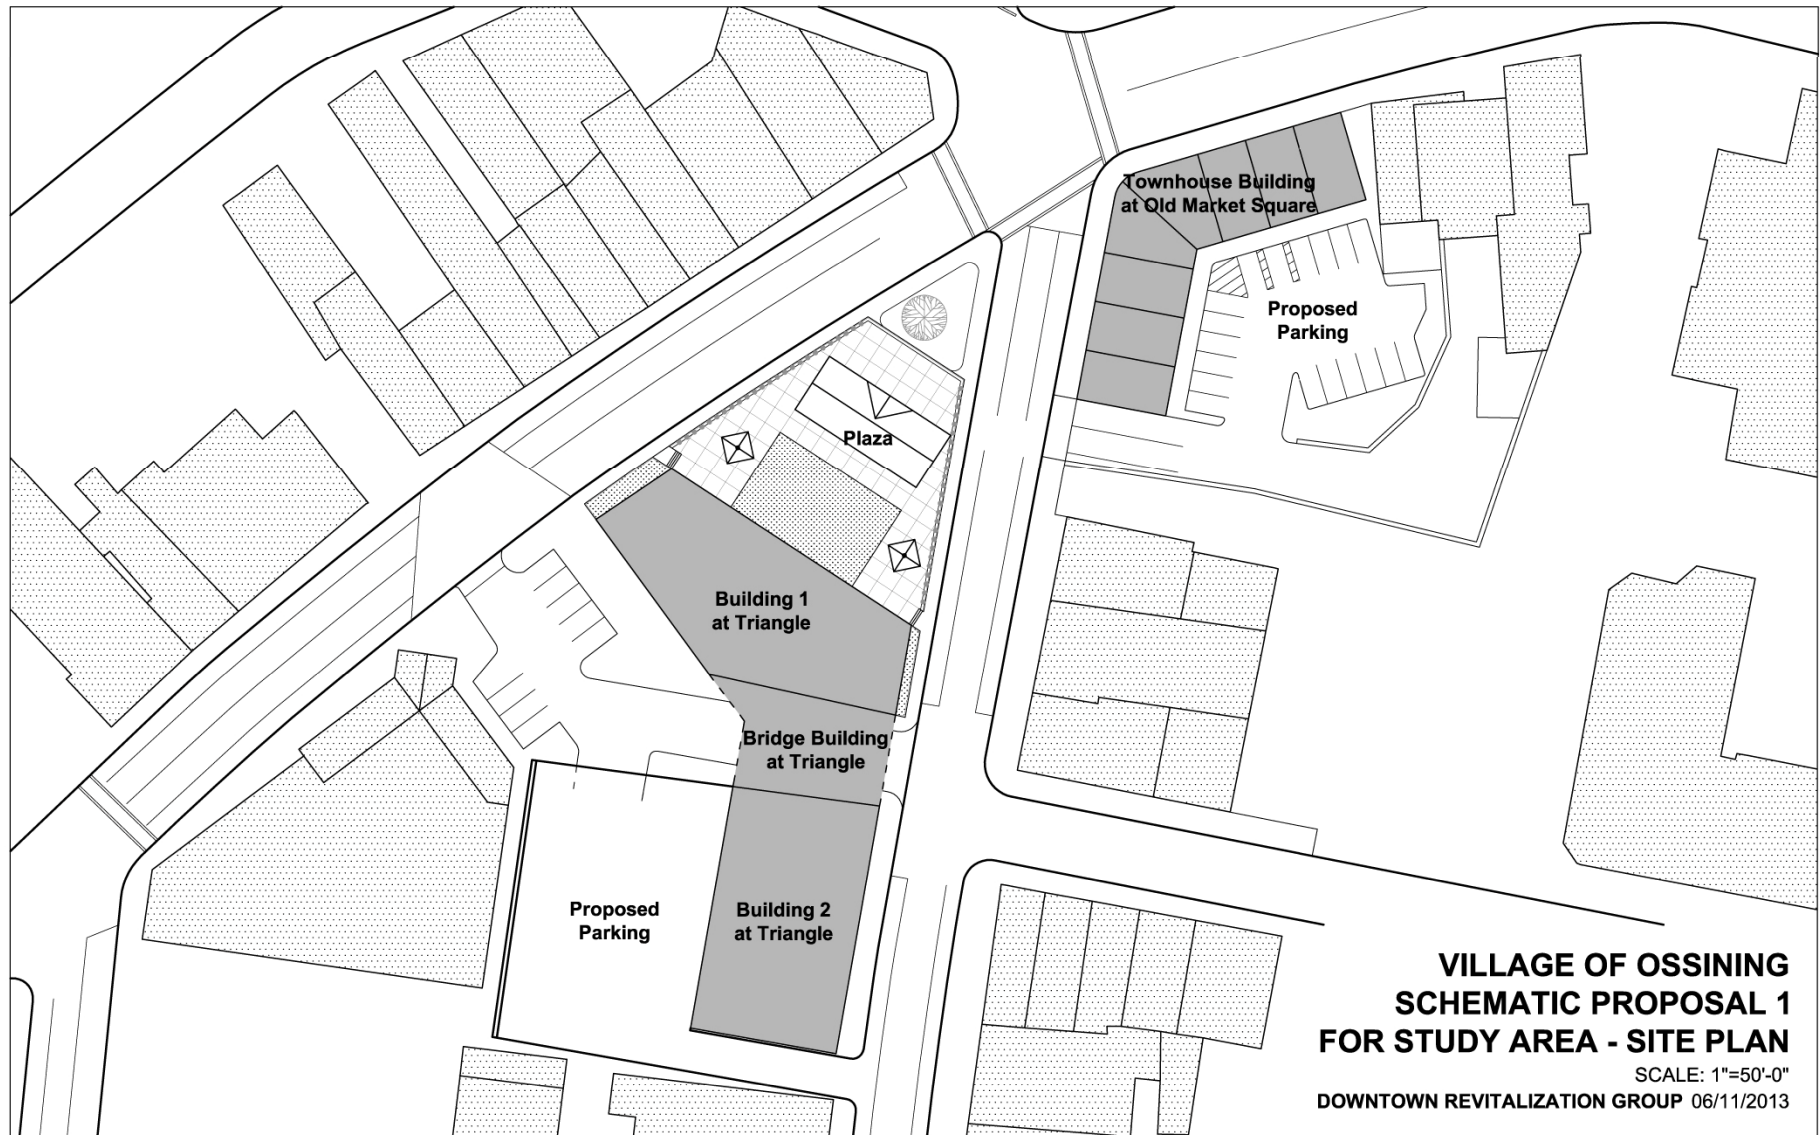 Townhouse Building
at Old Market Square
Proposed
Parking
Plaza
Building 1
at Triangle
Bridge Building
at Triangle
Proposed
Parking
Building 2
at Triangle
VILLAGE OF OSSINING
SCHEMATIC PROPOSAL 1
FOR STUDY AREA - SITE PLAN
SCALE: 1"=50'-0"
DOWNTOWN REVITALIZATION GROUP 06/11/2013